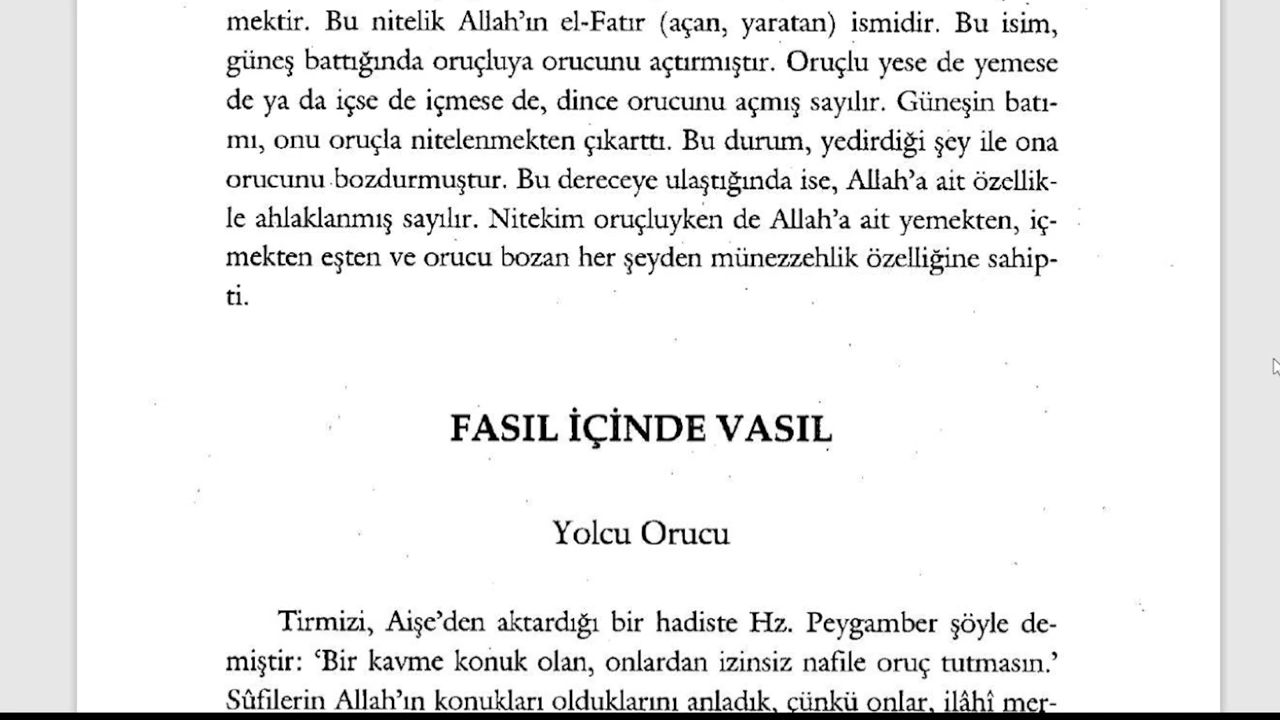 mektir. Bu nitelik Allah’ın el-Fatır (açan, yaratan) ismidir. Bu isim,
güneş battığında oruçluya orucunu açtırmıştır. Oruçlu yese de yemese
de ya da içse de içmese de, dince orucunu açmış sayılır. Güneşin batı-
mı, onu oruçla nitelenmekten çıkarttı. Bu durum, yedirdiği şey ile ona
orucunu bozdurmuştur. Bu dereceye ulaştığında ise, Allah’a ait özellik-
le ahlaklanmış sayılır. Nitekim oruçluyken de Allah’a ait yemekten, iç-
mekten eşten ve orucu bozan her şeyden münezzehlik özelliğine sahip-
ti.
FASIL İÇİNDE VASIL
Yolcu Orucu
Tirmizi, Aişe’den aktardığı bir hadiste Hz. Peygamber şöyle de-
miştir: ‘Bir kavme konuk olan, onlardan izinsiz nafile oruç tutmasın.’
Sûfilerin Allah’ın konukları olduklarını anladık, çünkü onlar, ilâhî mer-